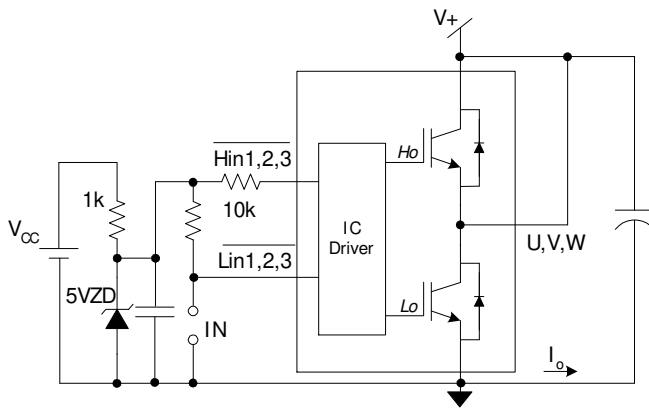 V+
Hin1,2,3
Ho
1k
10k
IC
Driver
VCC
U,V,W
Lin1,2,3
5VZD
Lo
IN
Io